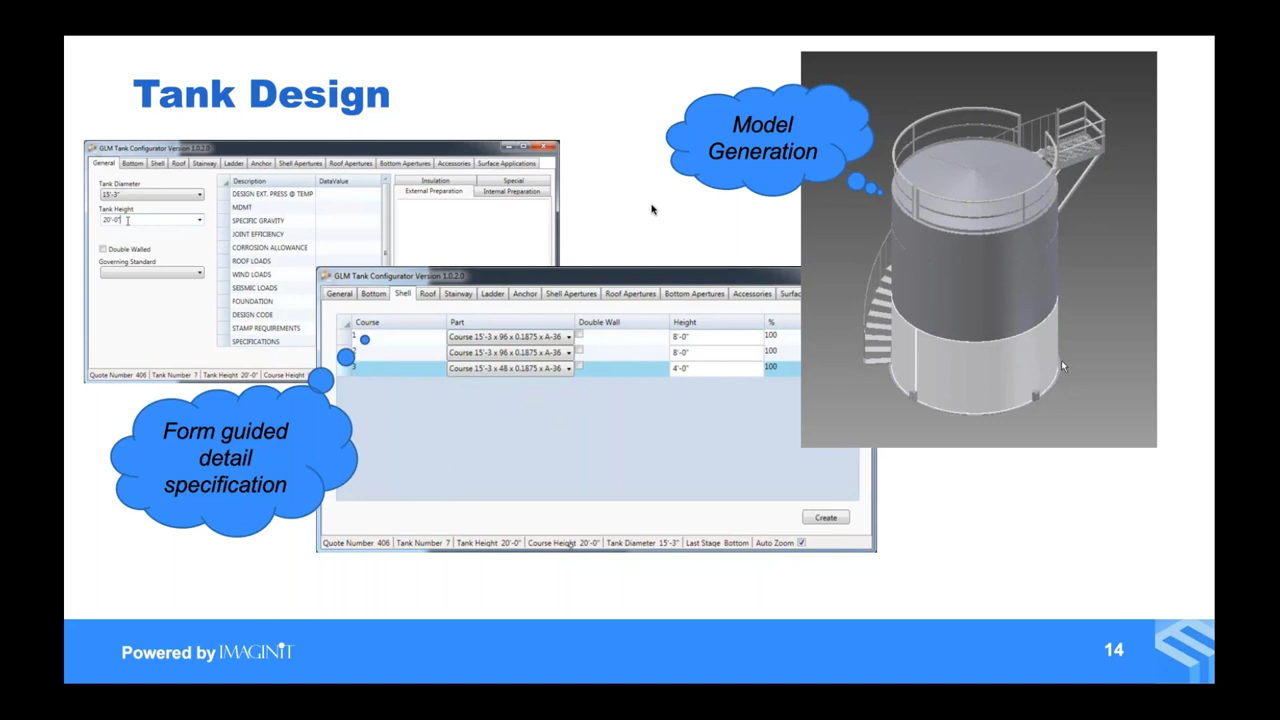 Tank Design
Model
Generation
GLM Tank Configurator Version 1.0.2.0
General Bottom Shell Roof Stairway Ladder Anchor Shell Apertures Roof Apertures Bottom Apertures Accessories Surface Applications
Tank Diameter
15'-3"
Tank Height
20'-0"
Double Walled
Governing Standard
Description DataValue
DESIGN EXT. PRESS @ TEMP
MDMT
SPECIFIC GRAVITY
JOINT EFFICIENCY
CORROSION ALLOWANCE
ROOF LOADS
WIND LOADS
SEISMIC LOADS
FOUNDATION
DESIGN CODE
STAMP REQUIREMENTS
SPECIFICATIONS
Insulation Special
External Preparation Internal Preparation
Quote Number 406 Tank Number 7 Tank Height 20'-0" Course Height
GLM Tank Configurator Version 1.0.2.0
General Bottom Shell Roof Stairway Ladder Anchor Shell Apertures Roof Apertures Bottom Apertures Accessories Surfac
Course Part Double Wall Height %
1 Course 15'-3 x 96 x 0.1875 x A-36 8'-0" 100
Course 15'-3 x 96 x 0.1875 x A-36 8'-0" 100
3 Course 15'-3 x 48 x 0.1875 x A-36 4'-0" 100
Create
Quote Number 406 Tank Number 7 Tank Height 20'-0" Course Height 20'-0" Tank Diameter 15'-3" Last Stage Bottom Auto Zoom
Form guided
detail
specification
Powered by IMAGINiT
14